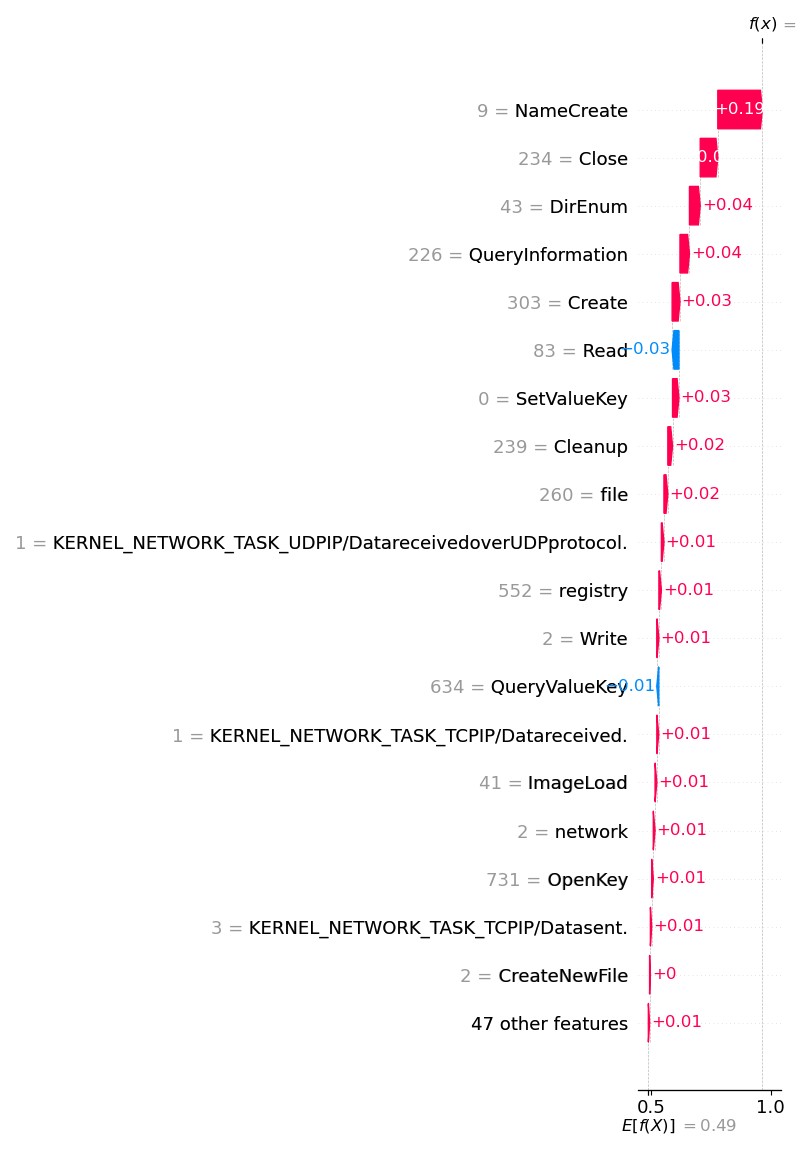 f(x) =
9 = NameCreate +0.19
234 = Close
43 = DirEnum +0.04
226 = QueryInformation +0.04
303 = Create +0.03
83 = Read −0.03
0 = SetValueKey +0.03
239 = Cleanup +0.02
260 = file +0.02
1 = KERNEL_NETWORK_TASK_UDPIP/DatareceivedoverUDPprotocol. +0.01
552 = registry +0.01
2 = Write +0.01
634 = QueryValueKey −0.01
1 = KERNEL_NETWORK_TASK_TCPIP/Datareceived. +0.01
41 = ImageLoad +0.01
2 = network +0.01
731 = OpenKey +0.01
3 = KERNEL_NETWORK_TASK_TCPIP/Datasent. +0.01
2 = CreateNewFile +0
47 other features +0.01
0.5 1.0
E[f(X)] = 0.49